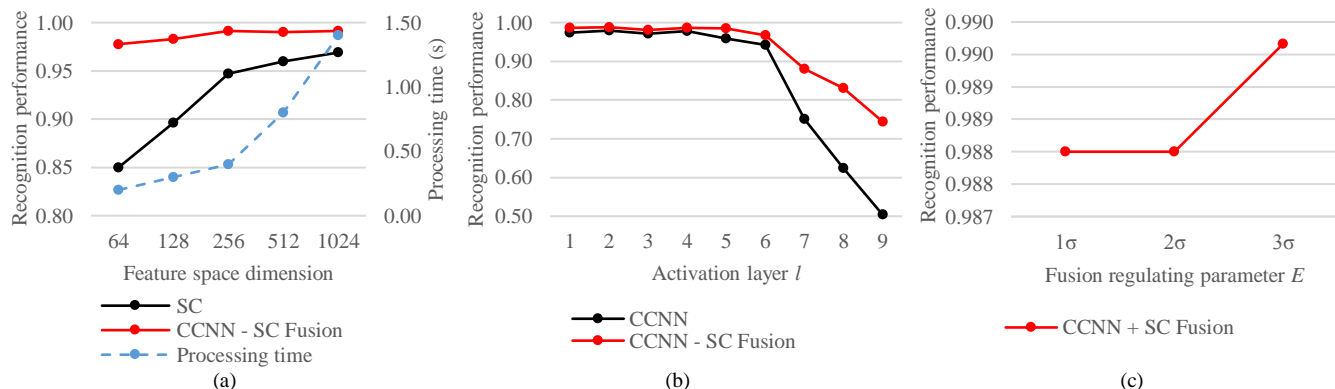 Recognition performance
1.00
0.95
0.90
0.85
0.80
1.50
1.00
0.50
0.00
Processing time (s)
64 128 256 512 1024
Feature space dimension
SC
CCNN - SC Fusion
Processing time
(a)
Recognition performance
1.00
0.90
0.80
0.70
0.60
0.50
1 2 3 4 5 6 7 8 9
Activation layer l
CCNN
CCNN - SC Fusion
(b)
Recognition performance
0.990
0.990
0.989
0.989
0.988
0.988
0.987
1σ 2σ 3σ
Fusion regulating parameter E
CCNN + SC Fusion
(c)